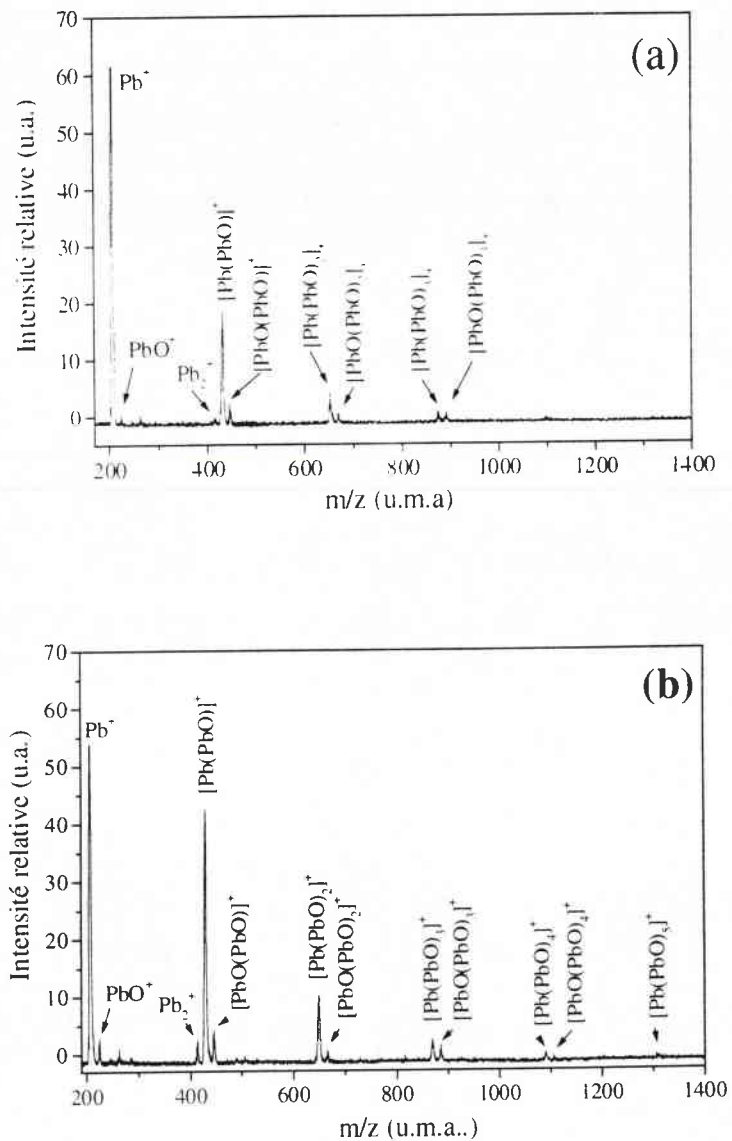 (a)
Intensité relative (u.a.)
70
60
50
40
30
20
10
0
Pb⁺
PbO⁺
Pb₂⁺
[Pb(PbO)]⁺
[PbO(PbO)]⁺
200 400 600 800 1000 1200 1400
m/z (u.m.a)
(b)
Intensité relative (u.a.)
70
60
50
40
30
20
10
0
Pb⁺
PbO⁺
Pb₂⁺
[Pb(PbO)]⁺
[PbO(PbO)]⁺
[Pb(PbO)₂]⁺
[PbO(PbO)₂]⁺
[Pb(PbO)₃]⁺
[PbO(PbO)₃]⁺
[Pb(PbO)₄]⁺
[PbO(PbO)₄]⁺
[Pb(PbO)₅]⁺
200 400 600 800 1000 1200 1400
m/z (u.m.a..)